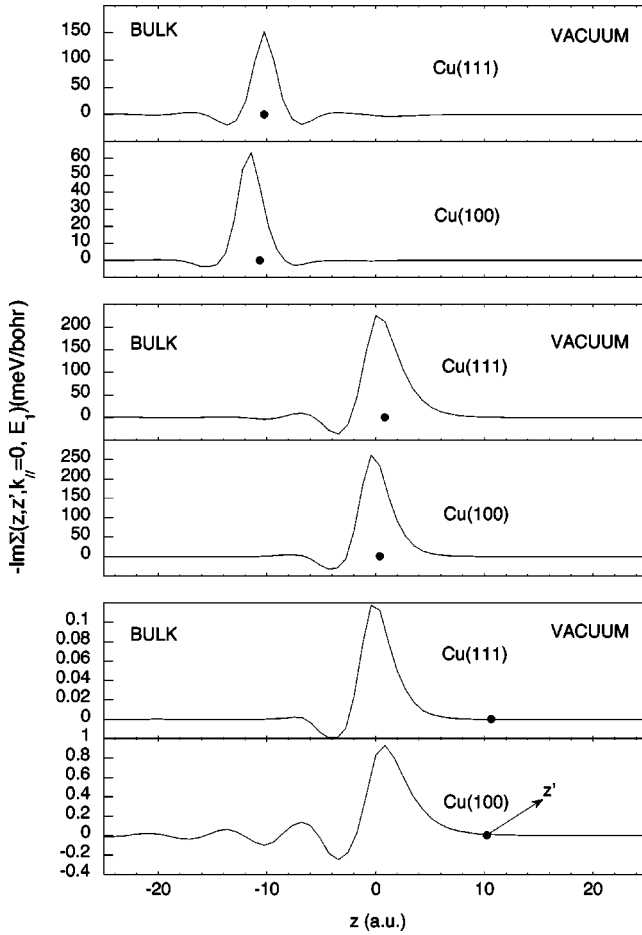 150
BULK
VACUUM
100
Cu(111)
50
0
60
50
40
Cu(100)
30
20
10
0
-ImΣ(z,z',k//=0, E1)(meV/bohr)
200
BULK
VACUUM
150
Cu(111)
100
50
0
250
200
150
Cu(100)
100
50
0
0.1
BULK
VACUUM
0.08
Cu(111)
0.06
0.04
0.02
0
1
0.8
z'
0.6
Cu(100)
0.4
0.2
0
-0.2
-0.4
-20 -10 0 10 20
z (a.u.)